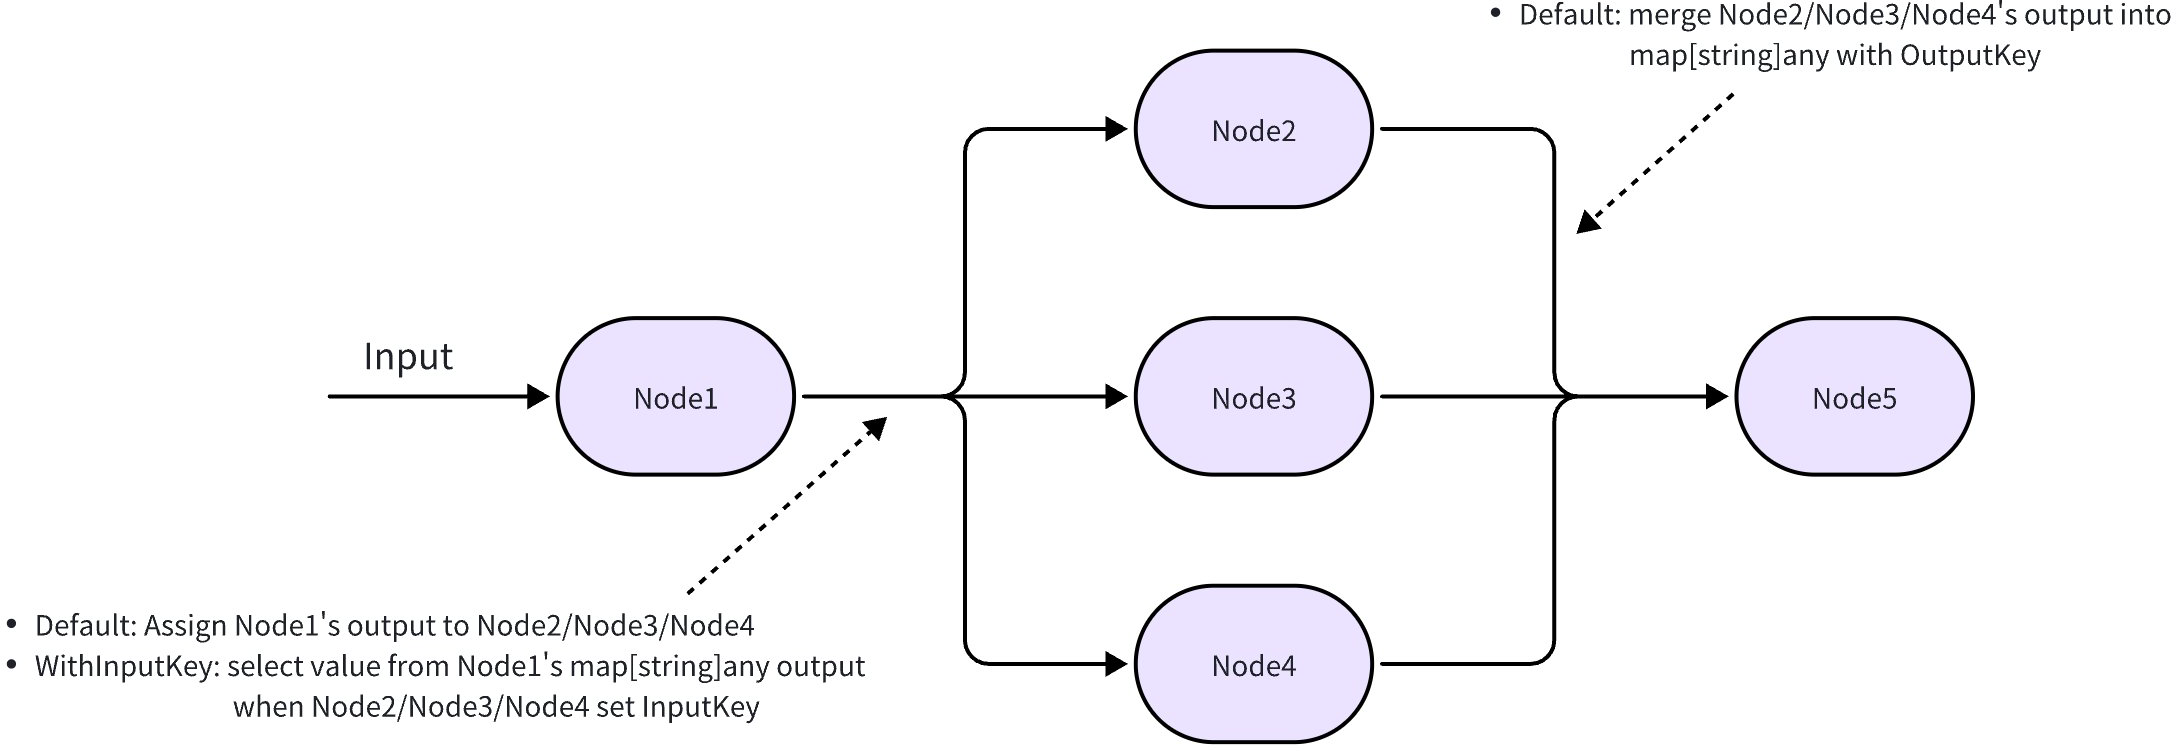 • Default: merge Node2/Node3/Node4's output into
map[string]any with OutputKey
Node2
Input
Node1
Node3
Node5
• Default: Assign Node1's output to Node2/Node3/Node4
• WithInputKey: select value from Node1's map[string]any output
when Node2/Node3/Node4 set InputKey
Node4